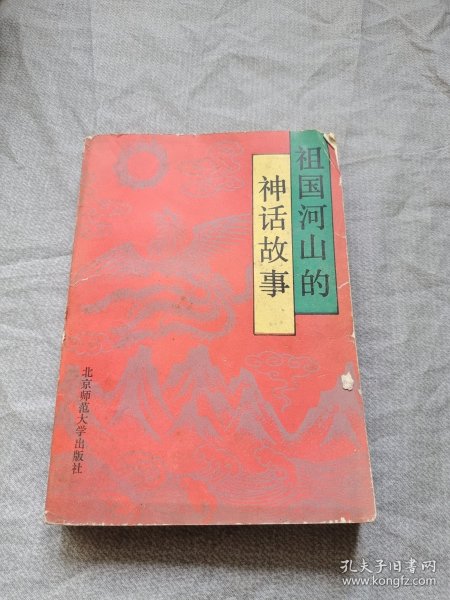 祖国河山的
神话故事
北京师范大学出版社
孔夫子旧书网
www.kongfz.com